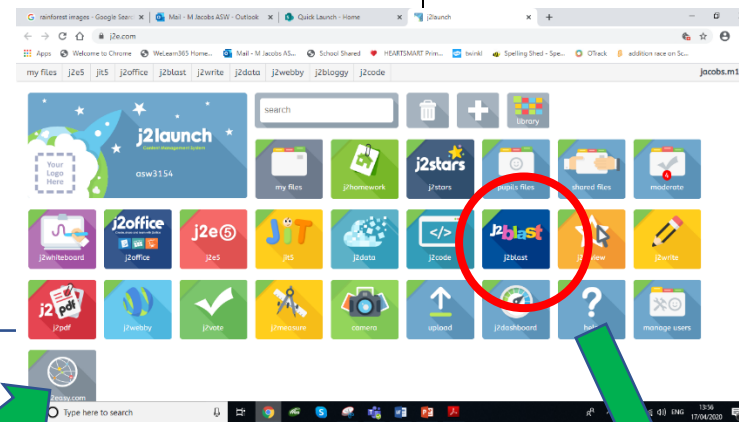 rainforest images - Google Searc
Mail - M Jacobs ASW - Outlook
Quick Launch - Home
j2launch
j2e.com
Apps
Welcome to Chrome
WeLearn365 Home...
Mail - M Jacobs AS...
School Shared
HEARTSMART Prim...
twinkl
Spelling Shed - Spe...
OTrack
addition race on Sc...
my files
j2e5
jit5
j2office
j2blast
j2write
j2data
j2webby
j2bloggy
j2code
jacobs.m1
Your
Logo
Here
j2launch
asw3154
search
library
my files
j2homework
j2stars
j2stars
pupils files
shared files
4
moderate
j2whiteboard
j2office
j2office
j2e5
j2e5
JiT
jit5
j2data
</>
j2code
j2blast
j2blast
j2write
j2 pdf
j2pdf
j2webby
j2vote
j2measure
camera
upload
j2dashboard
?
manage users
Type here to search
ENG
13:56
17/04/2020